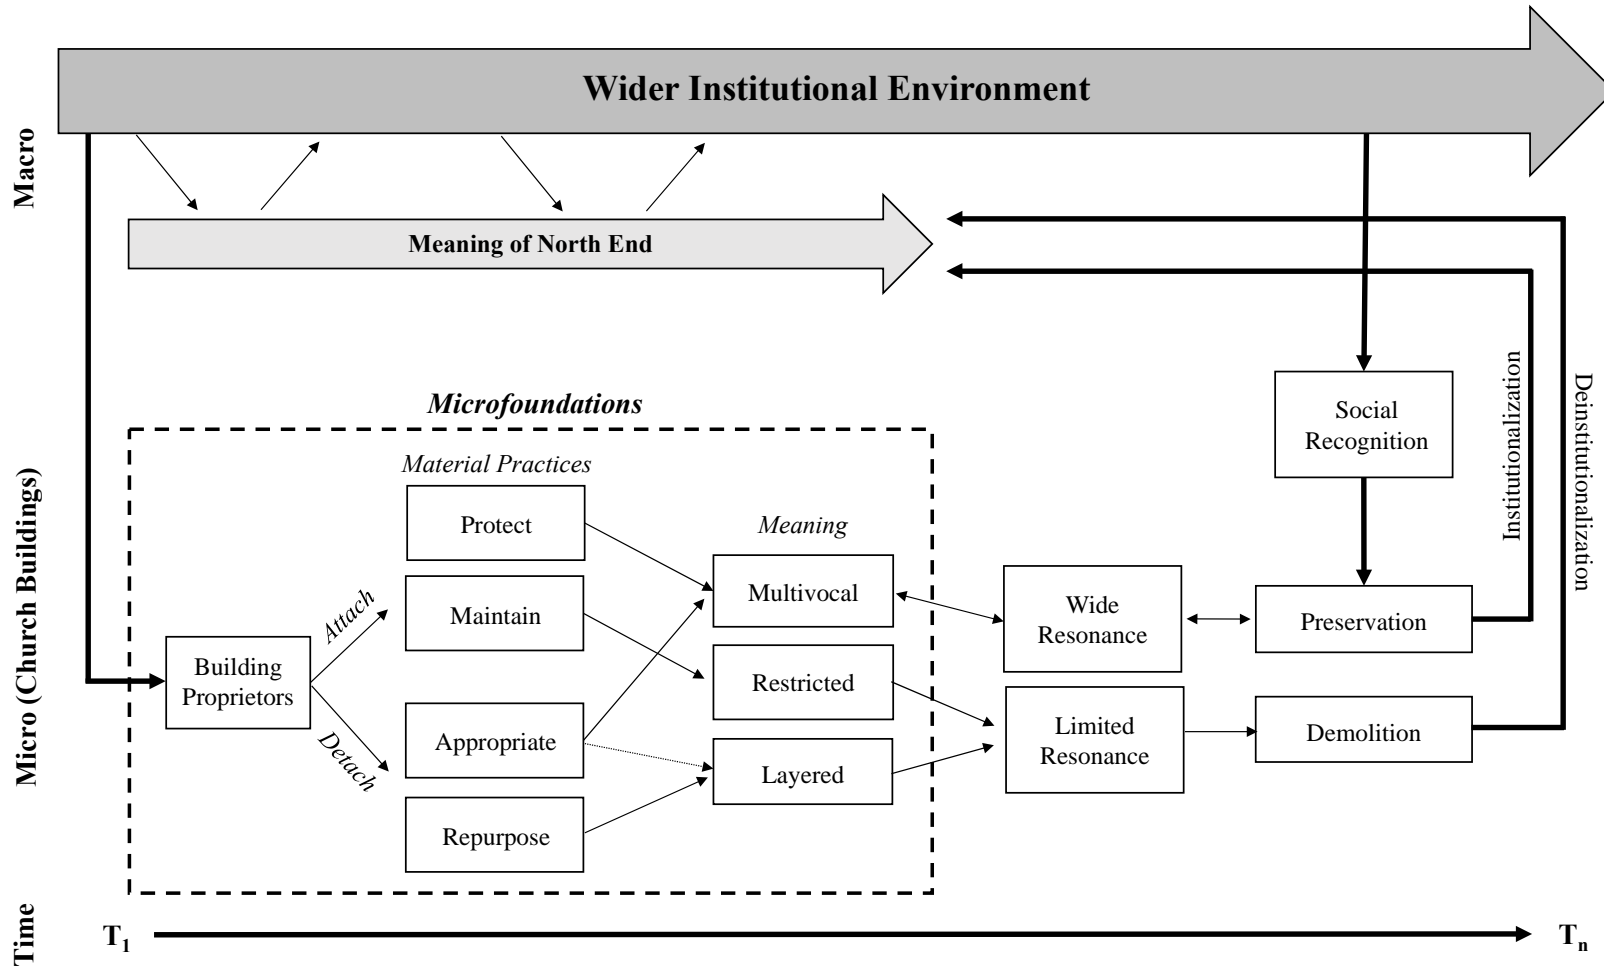 Wider Institutional Environment
Macro
Meaning of North End
Microfoundations
Material Practices
Meaning
Micro (Church Buildings)
Building
Proprietors
Attach
Detach
Protect
Maintain
Appropriate
Repurpose
Multivocal
Restricted
Layered
Wide
Resonance
Limited
Resonance
Social
Recognition
Preservation
Demolition
Institutionalization
Deinstitutionalization
Time
T1
Tn